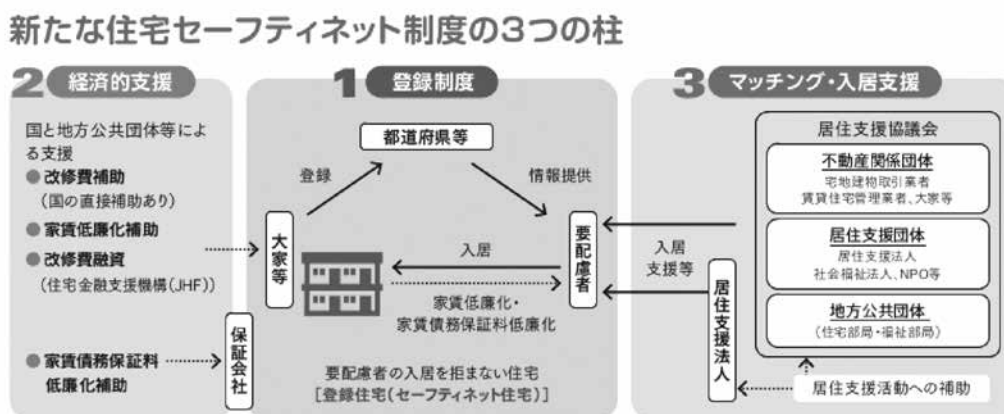 新たな住宅セーフティネット制度の3つの柱
2 経済的支援
国と地方公共団体等によ
る支援
●改修費補助
（国の直接補助あり）
●家賃低廉化補助
●改修費融資
（住宅金融支援機構（JHF））
●家賃債務保証料
低廉化補助
保証会社
1 登録制度
都道府県等
登録
情報提供
大家等
要配慮者
入居
家賃低廉化・
家賃債務保証料低廉化
要配慮者の入居を拒まない住宅
［登録住宅（セーフティネット住宅）］
3 マッチング・入居支援
居住支援協議会
不動産関係団体
宅地建物取引業者
賃貸住宅管理業者、大家等
居住支援団体
居住支援法人
社会福祉法人、NPO等
地方公共団体
（住宅部局・福祉部局）
入居
支援等
居住支援法人
居住支援活動への補助